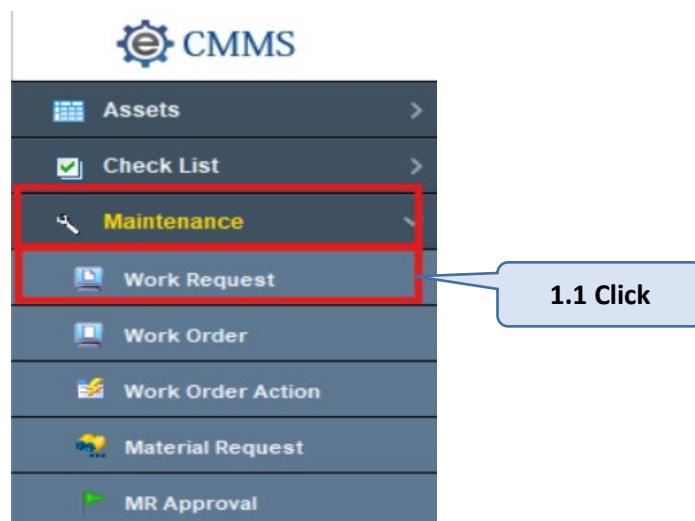 e CMMS
Assets
Check List
Maintenance
Work Request
1.1 Click
Work Order
Work Order Action
Material Request
MR Approval